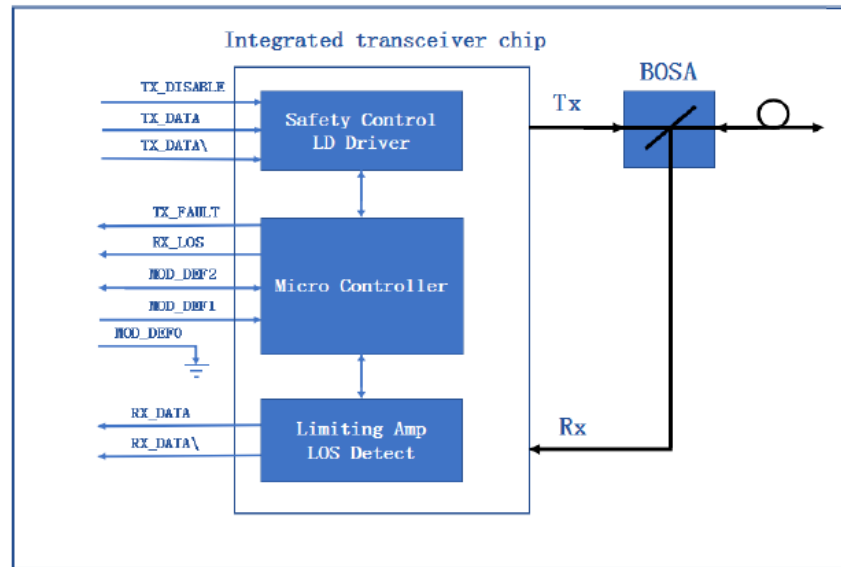 Integrated transceiver chip
BOSA
TX_DISABLE
TX_DATA
TX_DATA\
Safety Control
LD Driver
Tx
TX_FAULT
RX_LOS
MOD_DEF2
MOD_DEF1
MOD_DEF0
Micro Controller
RX_DATA
RX_DATA\
Limiting Amp
LOS Detect
Rx